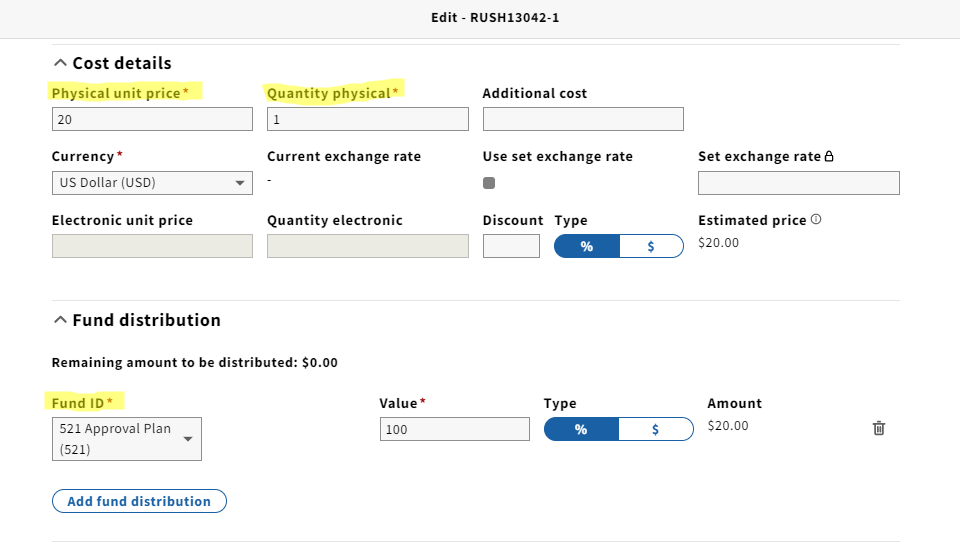 Edit - RUSH13042-1
Cost details
Physical unit price* Quantity physical* Additional cost
20 1
Currency* Current exchange rate Use set exchange rate Set exchange rate
US Dollar (USD) -
Electronic unit price Quantity electronic Discount Type Estimated price
% $ $20.00
Fund distribution
Remaining amount to be distributed: $0.00
Fund ID* Value* Type Amount
521 Approval Plan (521) 100 % $ $20.00
Add fund distribution